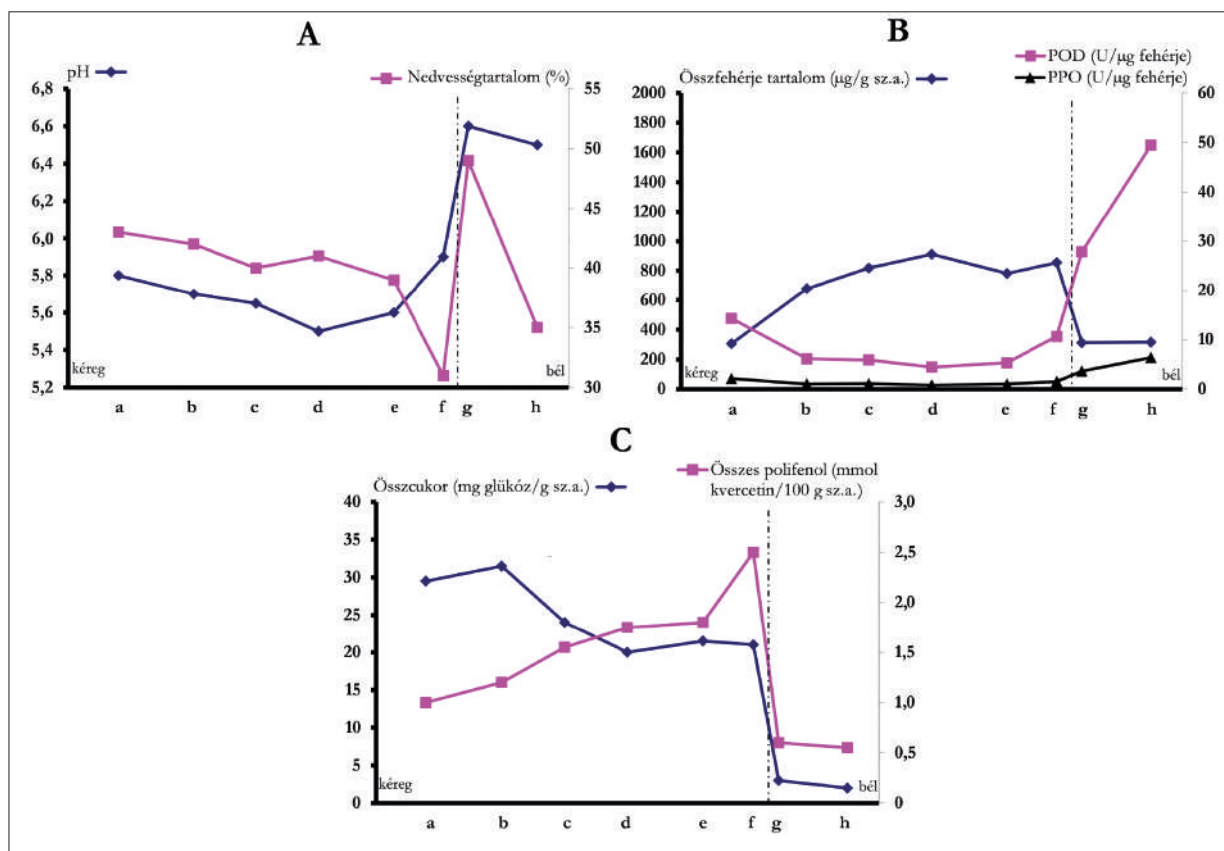 A
pH
Nedvességtartalom (%)
6,8
6,6
6,4
6,2
6,0
5,8
5,6
5,4
5,2
55
50
45
40
35
30
kéreg
bél
a b c d e f g h
B
POD (U/µg fehérje)
Összfehérje tartalom (µg/g sz.a.)
PPO (U/µg fehérje)
2000
1800
1600
1400
1200
1000
800
600
400
200
0
60
50
40
30
20
10
0
kéreg
bél
a b c d e f g h
C
Összcukor (mg glükóz/g sz.a.)
Összes polifenol (mmol
kvercetin/100 g sz.a.)
40
35
30
25
20
15
10
5
0
3,0
2,5
2,0
1,5
1,0
0,5
0
kéreg
bél
a b c d e f g h